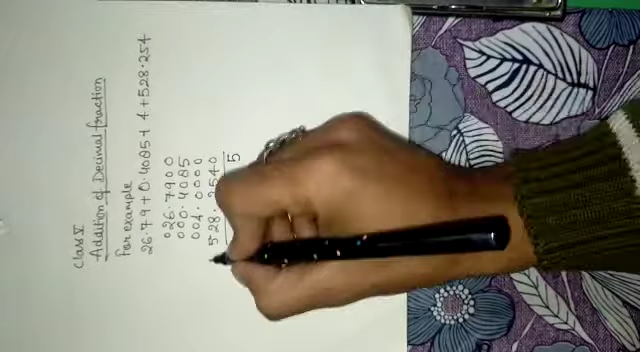 Class V
Addition of Decimal fraction
For example
26.79+0.4085+4+528.254
026.7900
000.4085
004.0000
528.2540
5